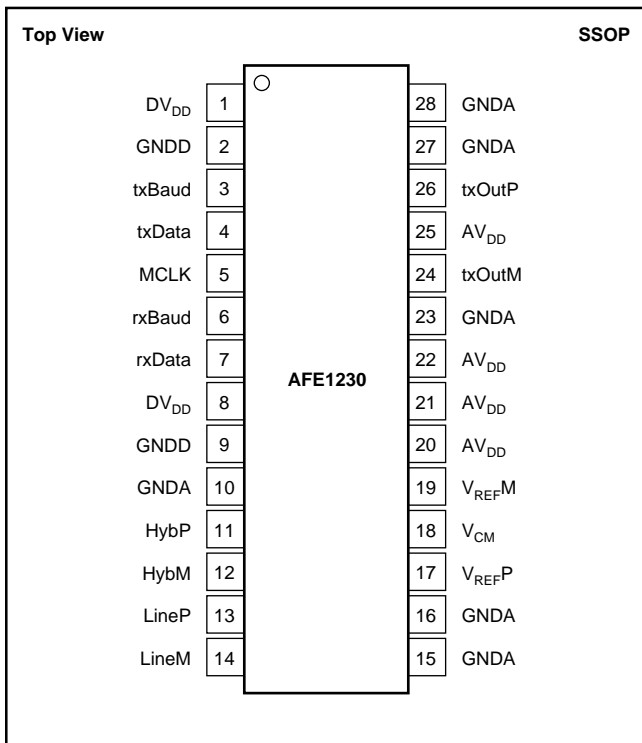 Top View SSOP
DV_DD 1 28 GNDA
GNDD 2 27 GNDA
txBaud 3 26 txOutP
txData 4 25 AV_DD
MCLK 5 24 txOutM
rxBaud 6 23 GNDA
rxData 7 22 AV_DD
AFE1230
DV_DD 8 21 AV_DD
GNDD 9 20 AV_DD
GNDA 10 19 V_REFM
HybP 11 18 V_CM
HybM 12 17 V_REFP
LineP 13 16 GNDA
LineM 14 15 GNDA